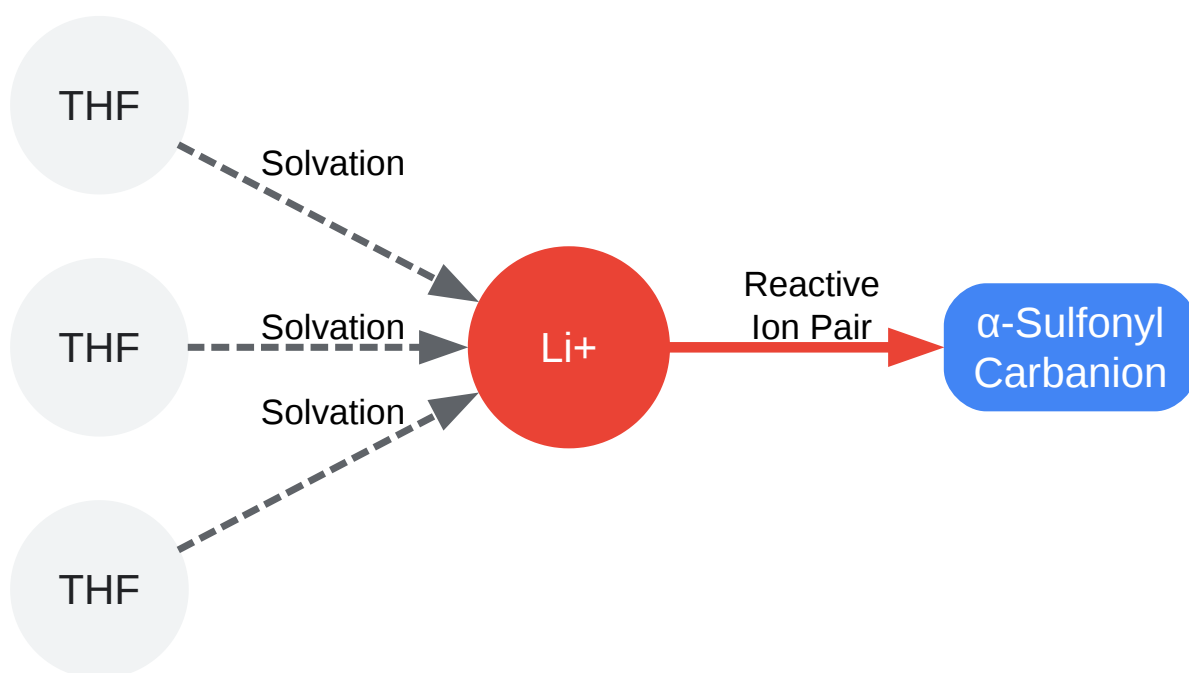 THF
Solvation
THF
Solvation
Li+
Reactive
Ion Pair
α-Sulfonyl
Carbanion
Solvation
THF